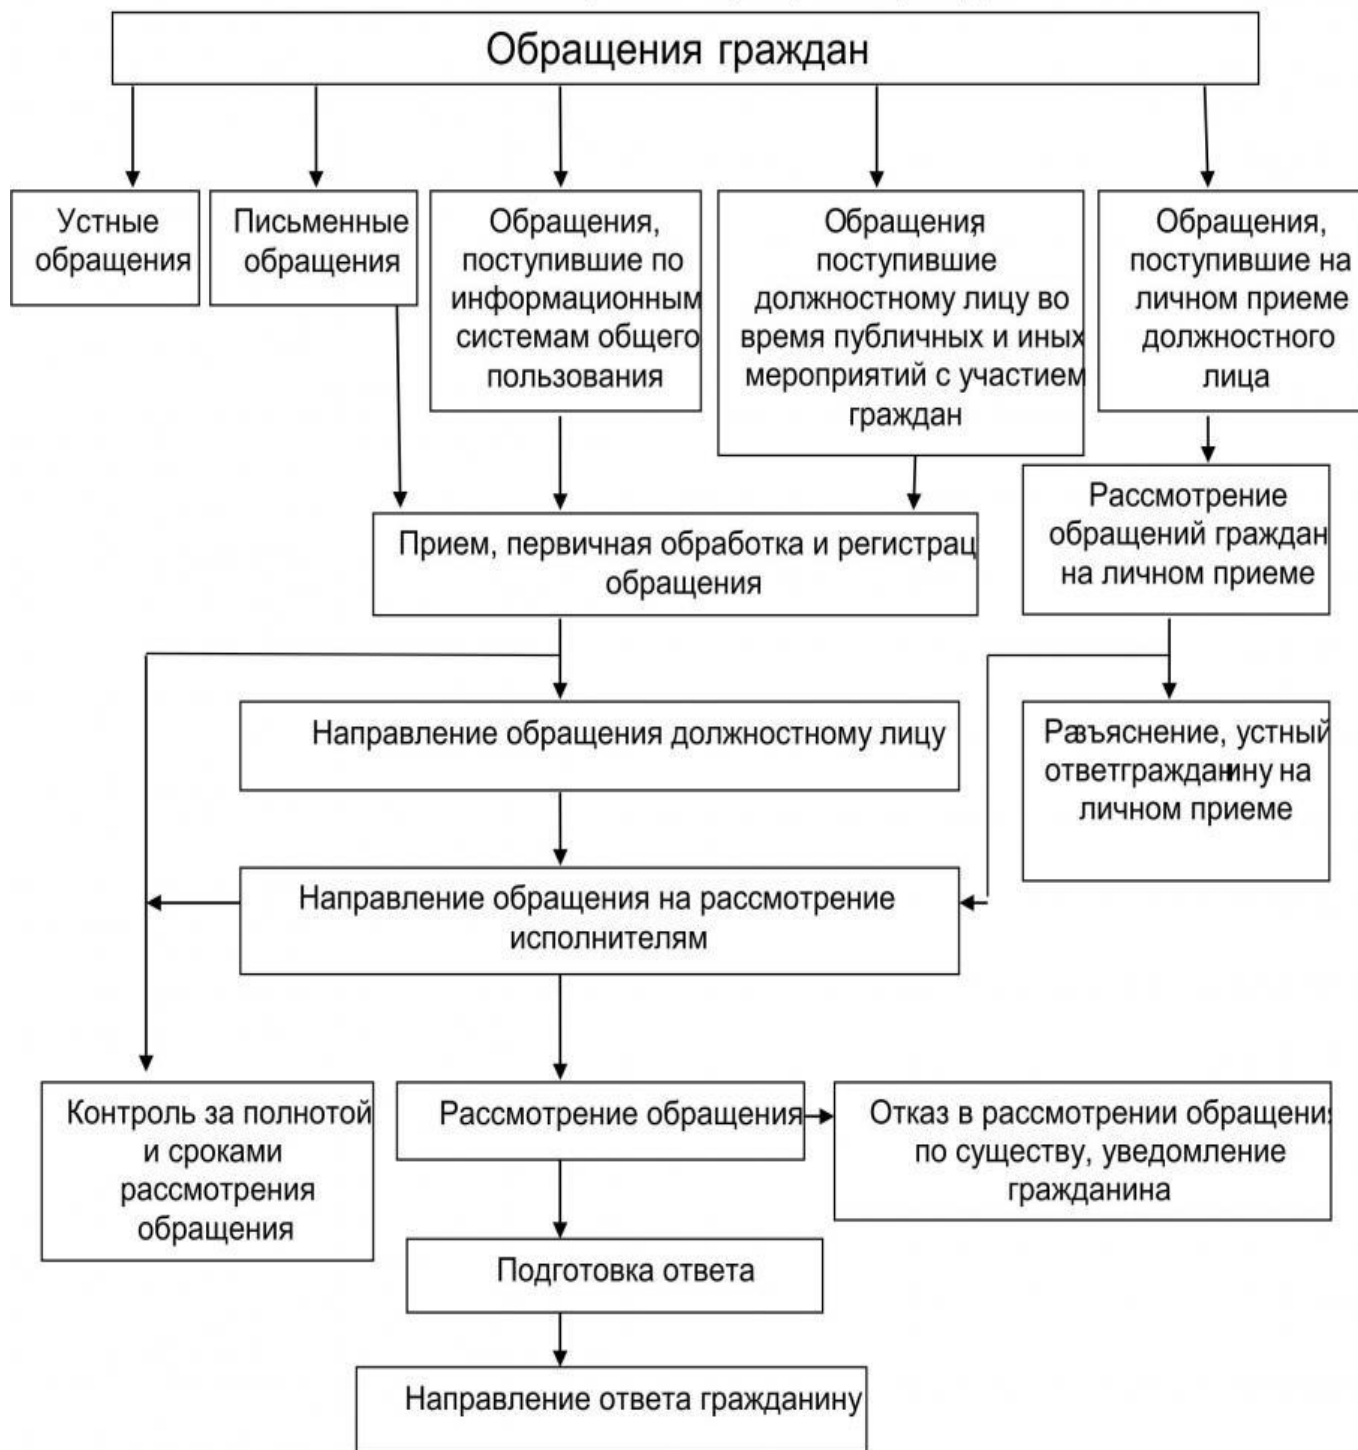 Обращения граждан
Устные
обращения
Письменные
обращения
Обращения,
поступившие по
информационным
системам общего
пользования
Обращения,
поступившие
должностному лицу во
время публичных и иных
мероприятий с участием
граждан
Обращения,
поступившие на
личном приеме
должностного
лица
Прием, первичная обработка и регистрац
обращения
Рассмотрение
обращений граждан
на личном приеме
Направление обращения должностному лицу
Разъяснение, устный
ответгражданину на
личном приеме
Направление обращения на рассмотрение
исполнителям
Контроль за полнотой
и сроками
рассмотрения
обращения
Рассмотрение обращения
Отказ в рассмотрении обращения
по существу, уведомление
гражданина
Подготовка ответа
Направление ответа гражданину